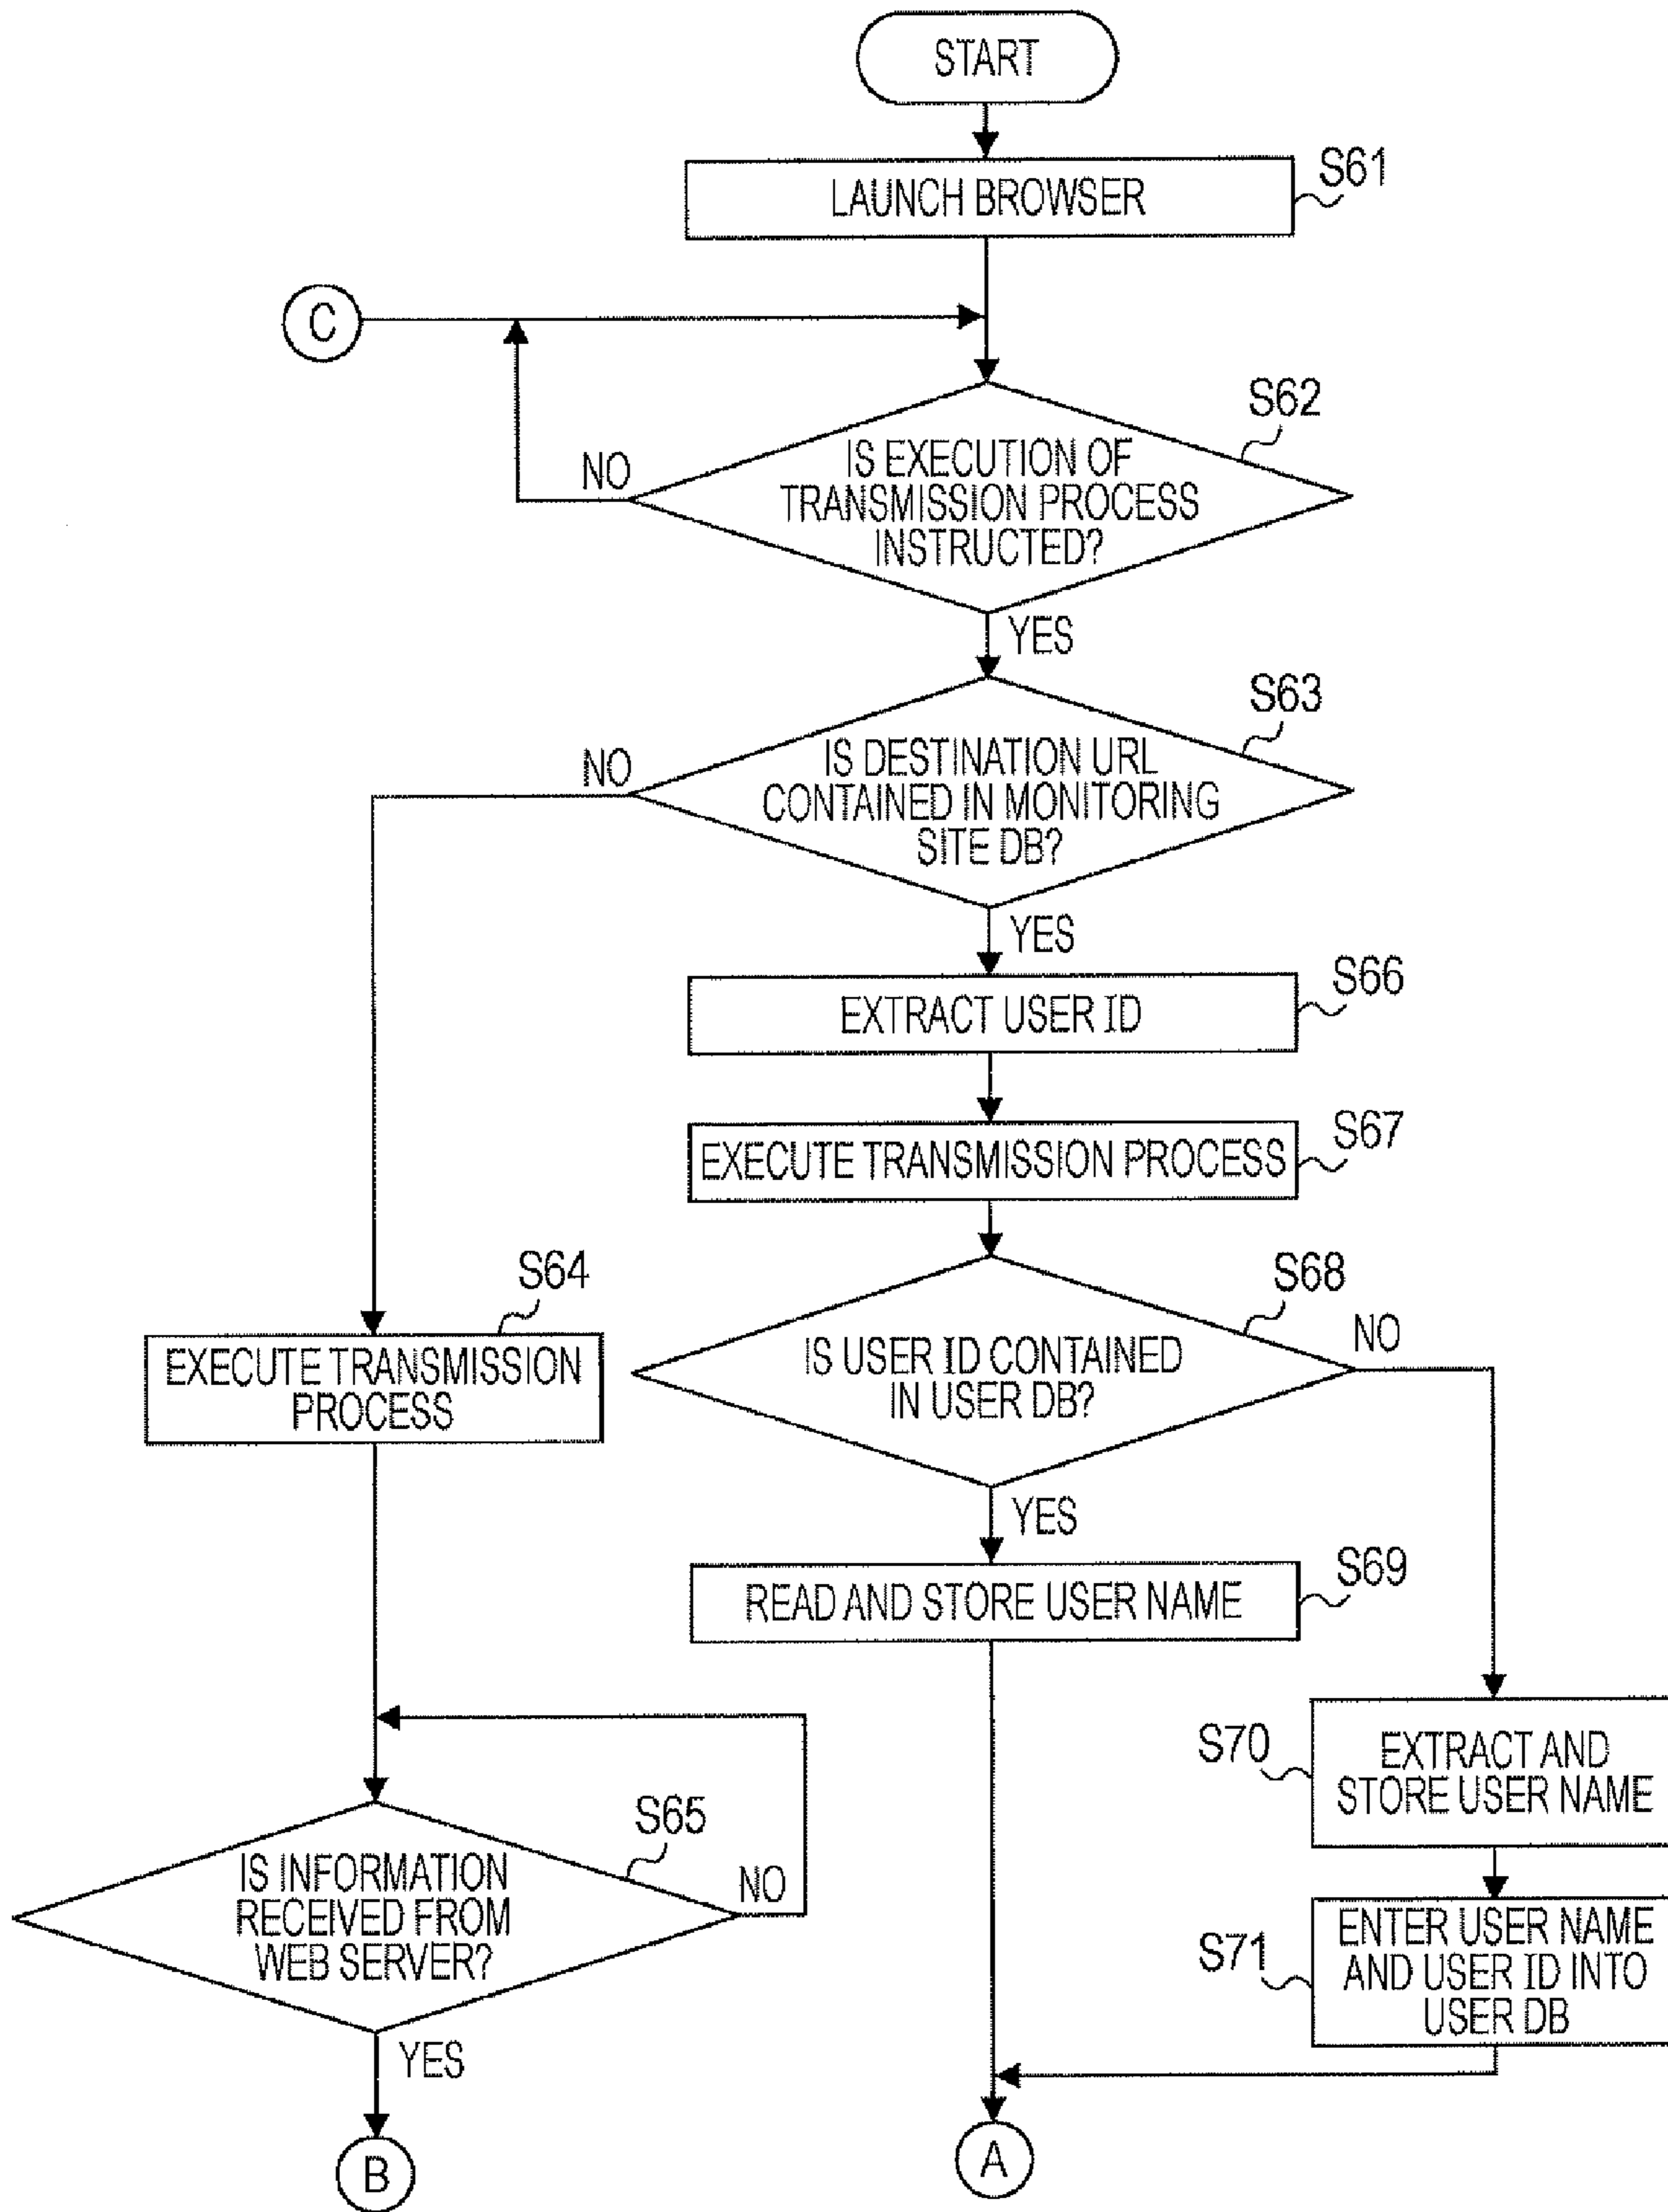 START
LAUNCH BROWSER
S61
C
S62
IS EXECUTION OF
TRANSMISSION PROCESS
INSTRUCTED?
NO
YES
S63
IS DESTINATION URL
CONTAINED IN MONITORING
SITE DB?
NO
YES
S66
EXTRACT USER ID
S67
EXECUTE TRANSMISSION PROCESS
S64
EXECUTE TRANSMISSION
PROCESS
S68
IS USER ID CONTAINED
IN USER DB?
NO
YES
S69
READ AND STORE USER NAME
S70
EXTRACT AND
STORE USER NAME
S65
IS INFORMATION
RECEIVED FROM
WEB SERVER?
NO
YES
S71
ENTER USER NAME
AND USER ID INTO
USER DB
B
A